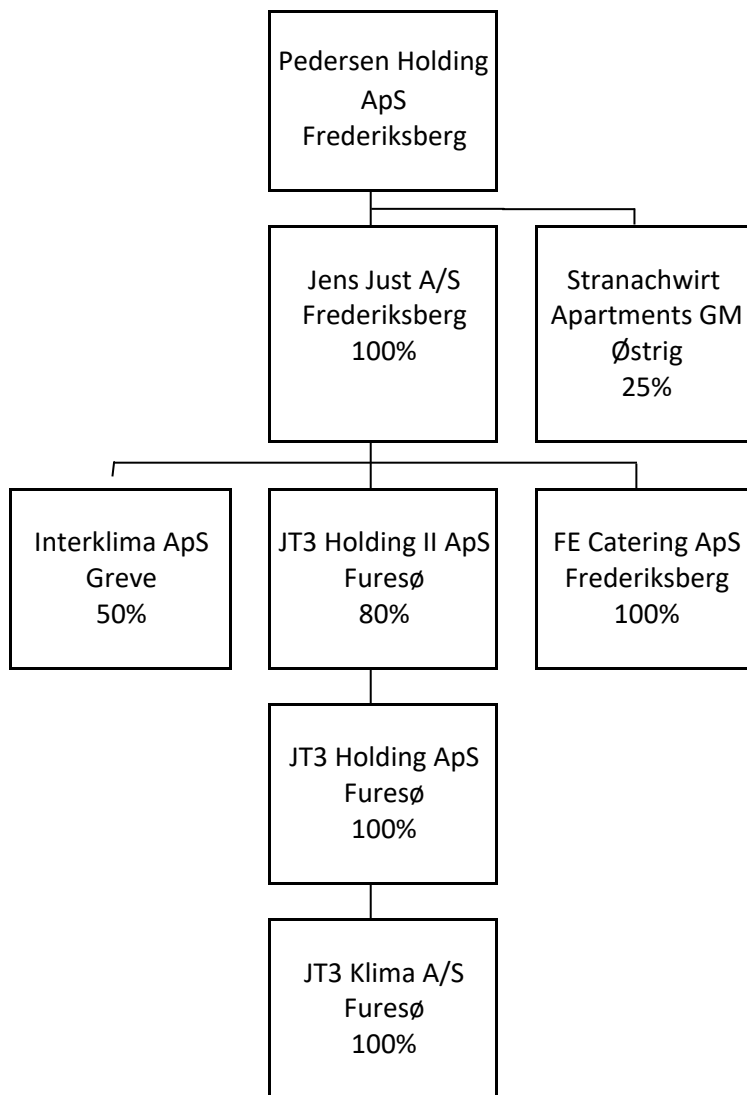 Pedersen Holding
ApS
Frederiksberg
Jens Just A/S
Frederiksberg
100%
Stranachwirt
Apartments GM
Østrig
25%
Interklima ApS
Greve
50%
JT3 Holding II ApS
Furesø
80%
FE Catering ApS
Frederiksberg
100%
JT3 Holding ApS
Furesø
100%
JT3 Klima A/S
Furesø
100%